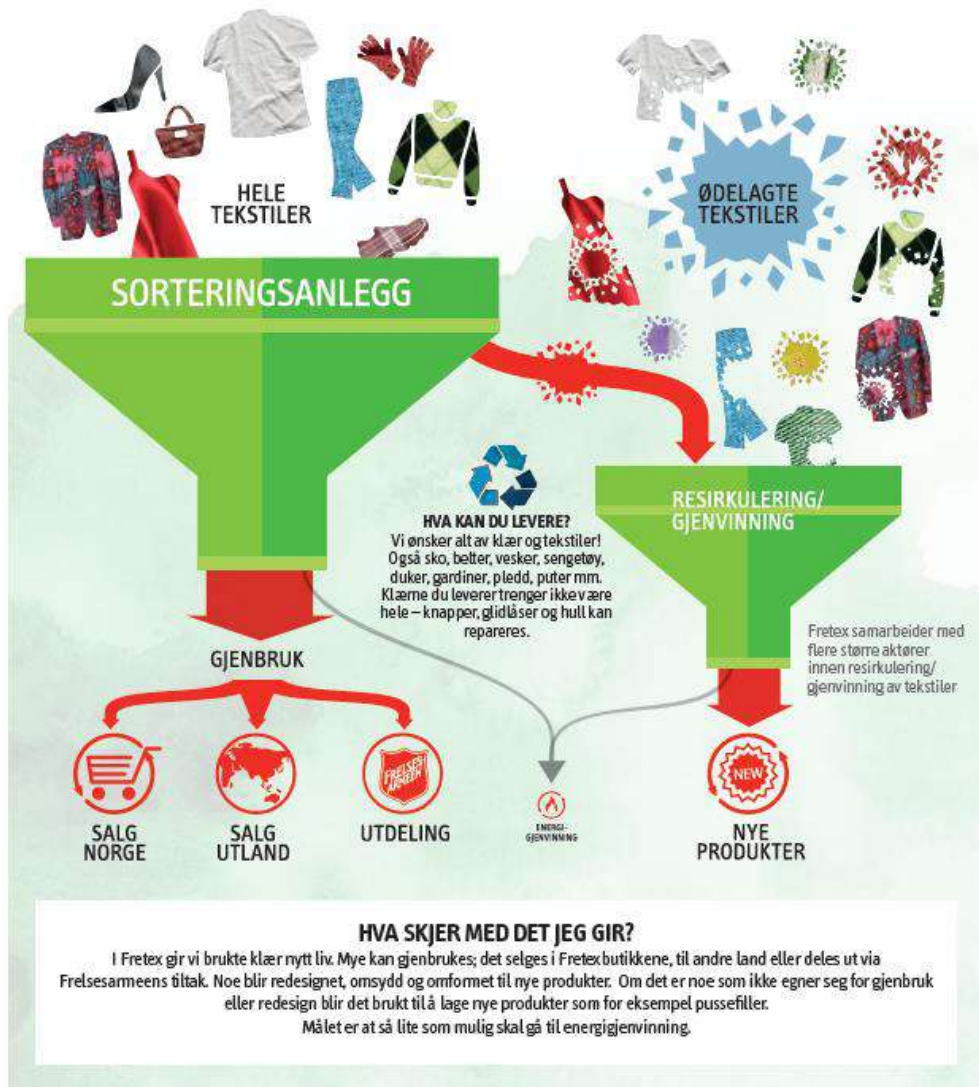 HELE
TEKSTILER
ØDELAGTE
TEKSTILER
SORTERINGSANLEGG
RESIRKULERING/
GJENVINNING
HVA KAN DU LEVERE?
Vi ønsker alt av klær og tekstiler!
Også sko, belter, vesker, sengetøy,
duker, gardiner, pledd, puter mm.
Klærne du leverer trenger ikke være
hele – knapper, glidlåser og hull kan
repareres.
Fretex samarbeider med
flere større aktører
innen resirkulering/
gjenvinning av tekstiler
GJENBRUK
FRELSES-
ARMEEN
NEW
SALG
NORGE
SALG
UTLAND
UTDELING
ENERGI-
GJENVINNING
NYE
PRODUKTER
HVA SKJER MED DET JEG GIR?
I Fretex gir vi brukte klær nytt liv. Mye kan gjenbrukes; det selges i Fretexbutikkene, til andre land eller deles ut via
Frelsesarmeens tiltak. Noe blir redesignet, omsydd og omformet til nye produkter. Om det er noe som ikke egner seg for gjenbruk
eller redesign blir det brukt til å lage nye produkter som for eksempel pussefiller.
Målet er at så lite som mulig skal gå til energigjenvinning.